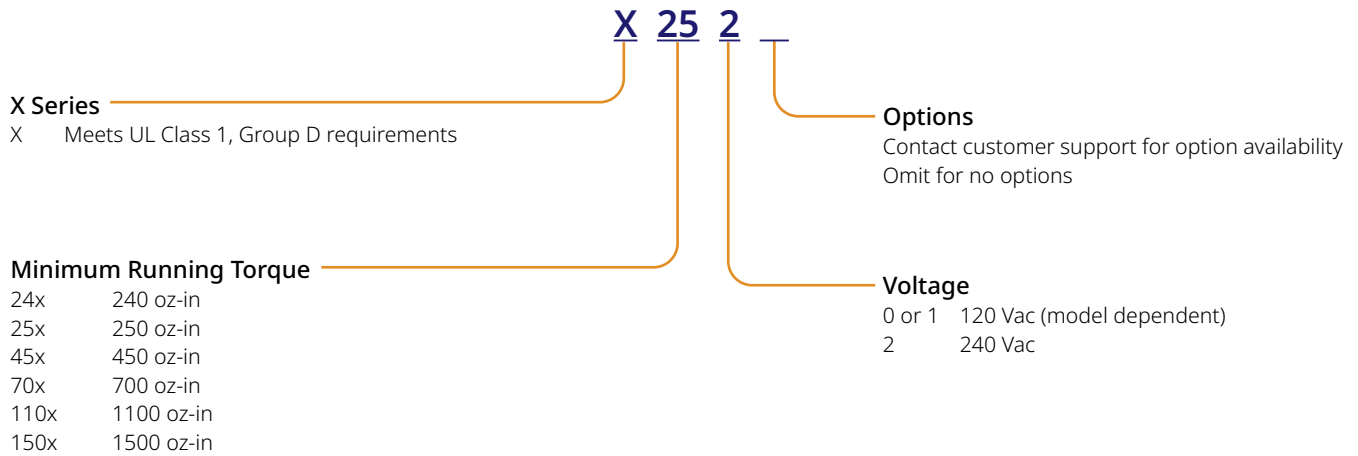 X 25 2 _
X Series
X Meets UL Class 1, Group D requirements
Options
Contact customer support for option availability
Omit for no options
Minimum Running Torque
24x 240 oz-in
25x 250 oz-in
45x 450 oz-in
70x 700 oz-in
110x 1100 oz-in
150x 1500 oz-in
Voltage
0 or 1 120 Vac (model dependent)
2 240 Vac